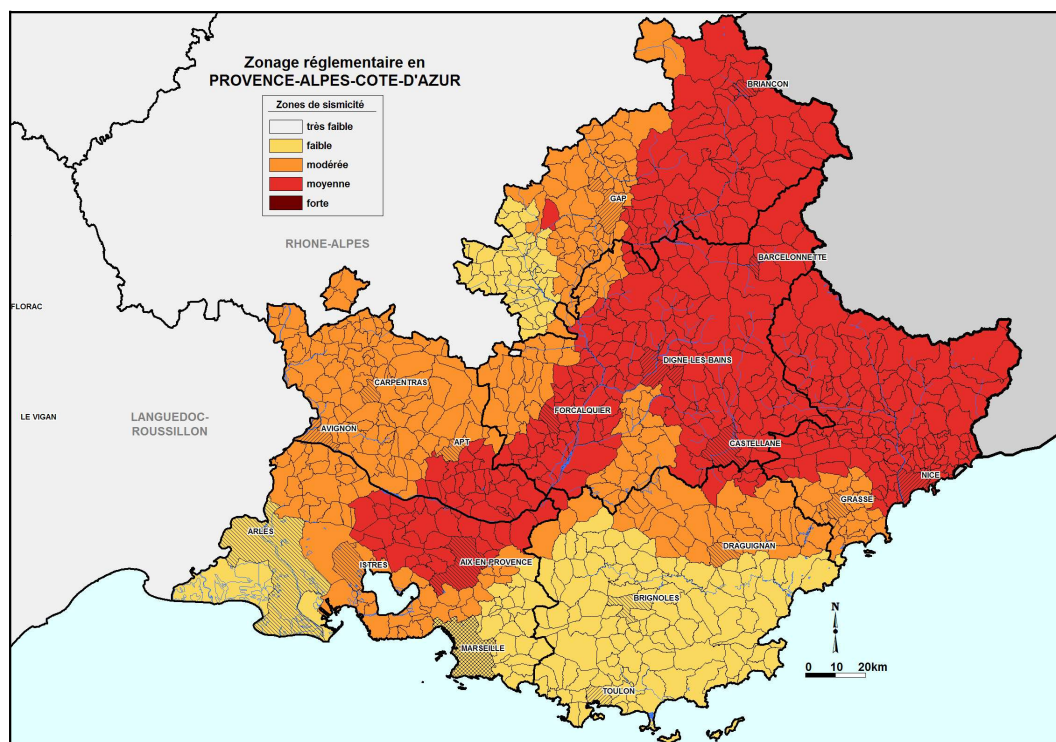 Zonage réglementaire en
PROVENCE-ALPES-COTE-D'AZUR
Zones de sismicité
très faible
faible
modérée
moyenne
forte
BRIANÇON
GAP
RHONE-ALPES
BARCELONNETTE
FLORAC
DIGNE-LES-BAINS
CARPENTRAS
LE VIGAN
LANGUEDOC-
ROUSSILLON
FORCALQUIER
AVIGNON
APT
CASTELLANE
NICE
GRASSE
ARLES
DRAGUIGNAN
ISTRES
AIX EN PROVENCE
BRIGNOLES
N
MARSEILLE
0 10 20km
TOULON